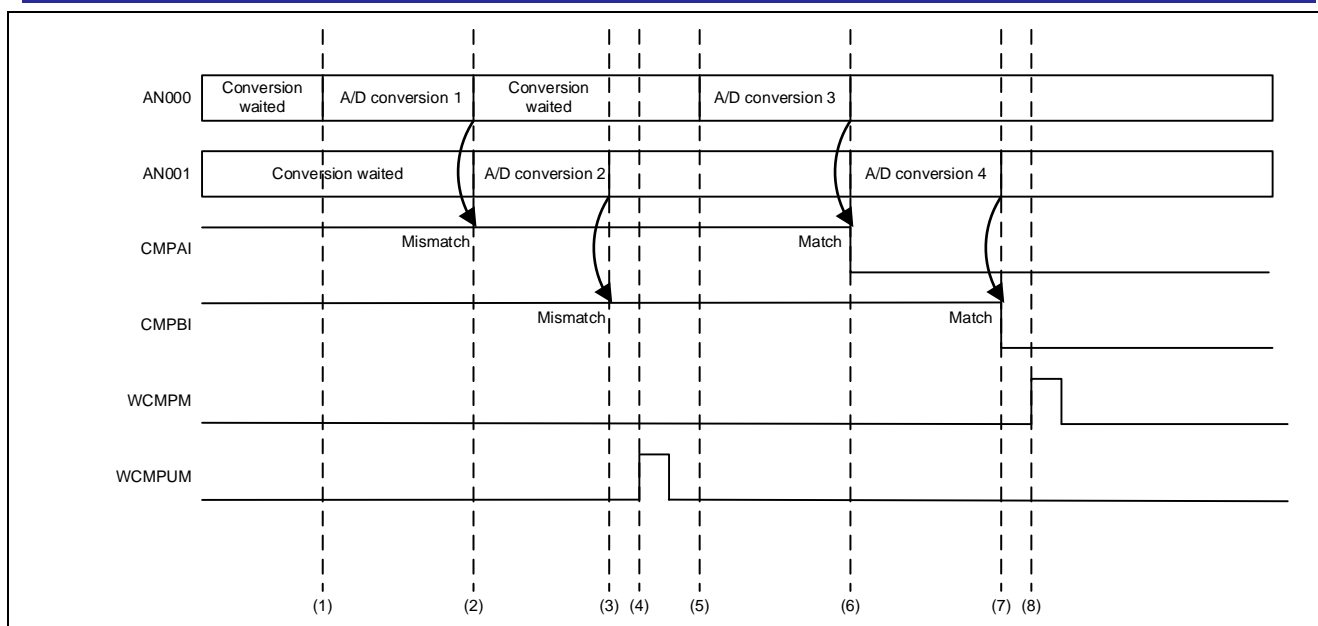 AN000
Conversion
waited
A/D conversion 1
Conversion
waited
A/D conversion 3
AN001
Conversion waited
A/D conversion 2
A/D conversion 4
CMPAI
Mismatch
Match
CMPBI
Mismatch
Match
WCMPM
WCMPUM
(1) (2) (3) (4) (5) (6) (7) (8)